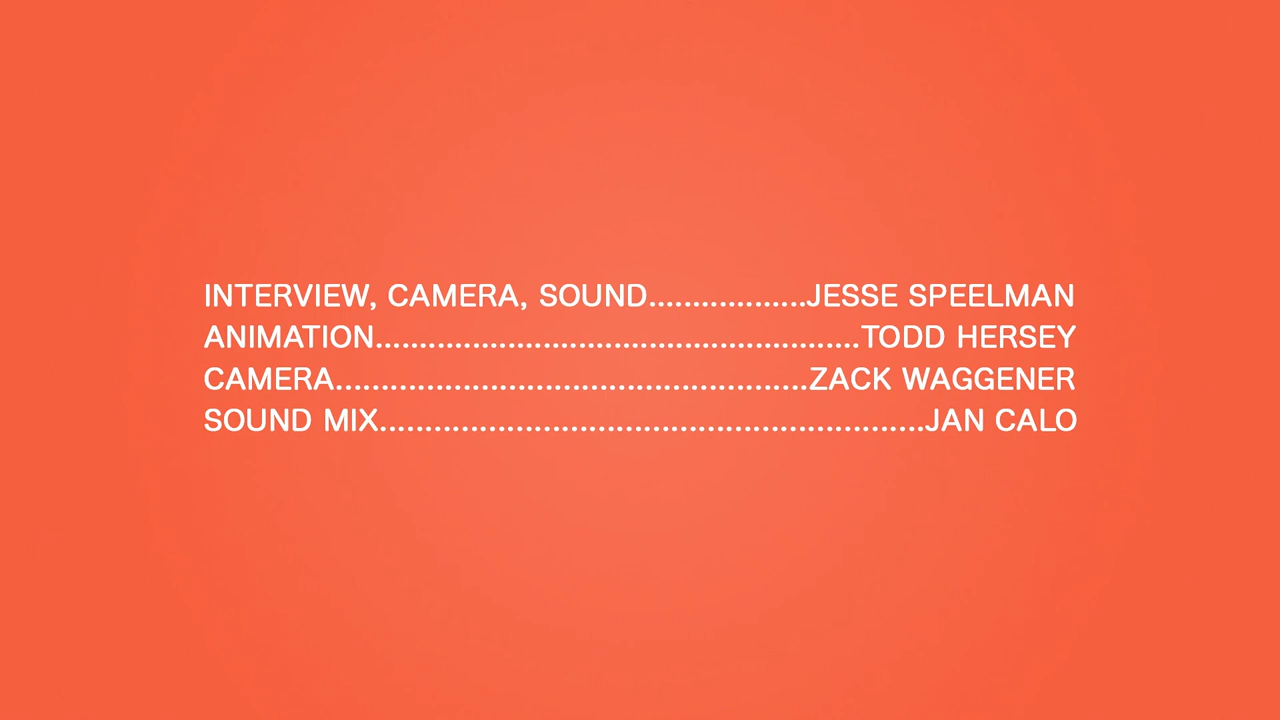 INTERVIEW, CAMERA, SOUND..................JESSE SPEELMAN
ANIMATION.......................................................TODD HERSEY
CAMERA......................................................ZACK WAGGENER
SOUND MIX..............................................................JAN CALO